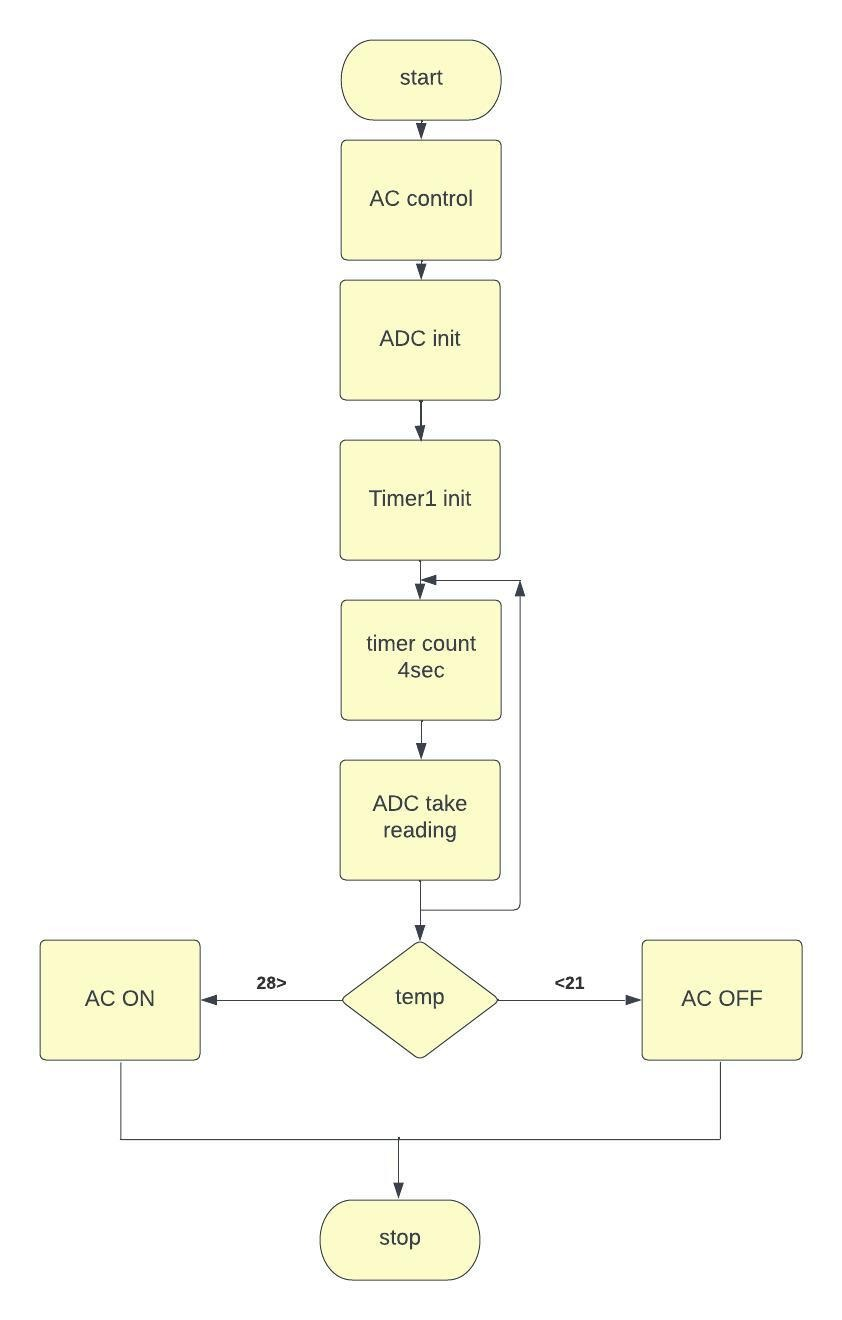 start
AC control
ADC init
Timer1 init
timer count
4sec
ADC take
reading
AC ON
28>
temp
<21
AC OFF
stop